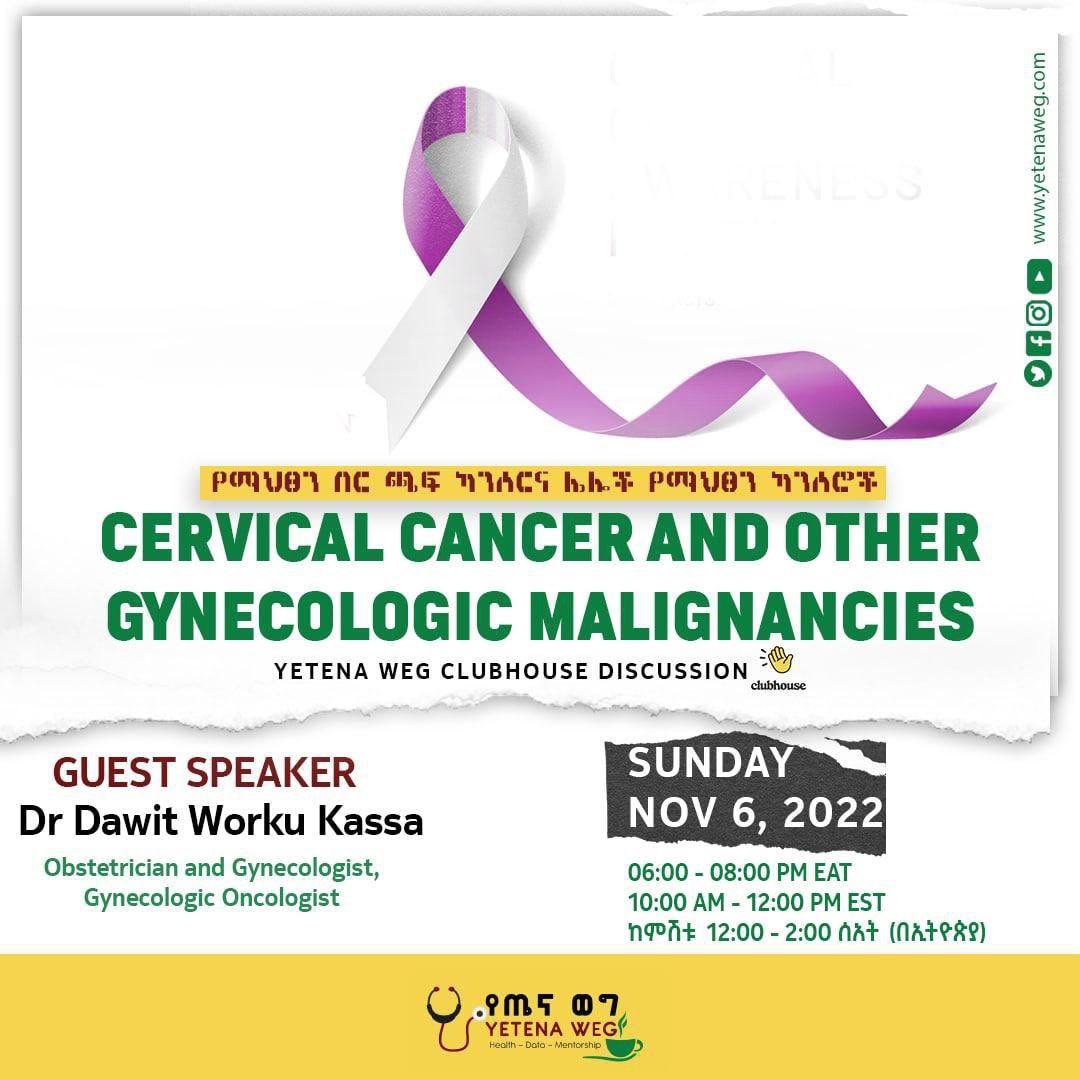 www.yetenaweg.com
WARENESS
የማህፀን በር ጫፍ ካንሰርና ሌሎች የማህፀን ካንሰሮች
CERVICAL CANCER AND OTHER
GYNECOLOGIC MALIGNANCIES
YETENA WEG CLUBHOUSE DISCUSSION
clubhouse
GUEST SPEAKER
Dr Dawit Worku Kassa
Obstetrician and Gynecologist,
Gynecologic Oncologist
SUNDAY
NOV 6, 2022
06:00 - 08:00 PM EAT
10:00 AM - 12:00 PM EST
ከምሽቱ 12:00 - 2:00 ሰአት (በኢትዮጵያ)
የጤና ወግ
YETENA WEG
Health - Data - Mentorship